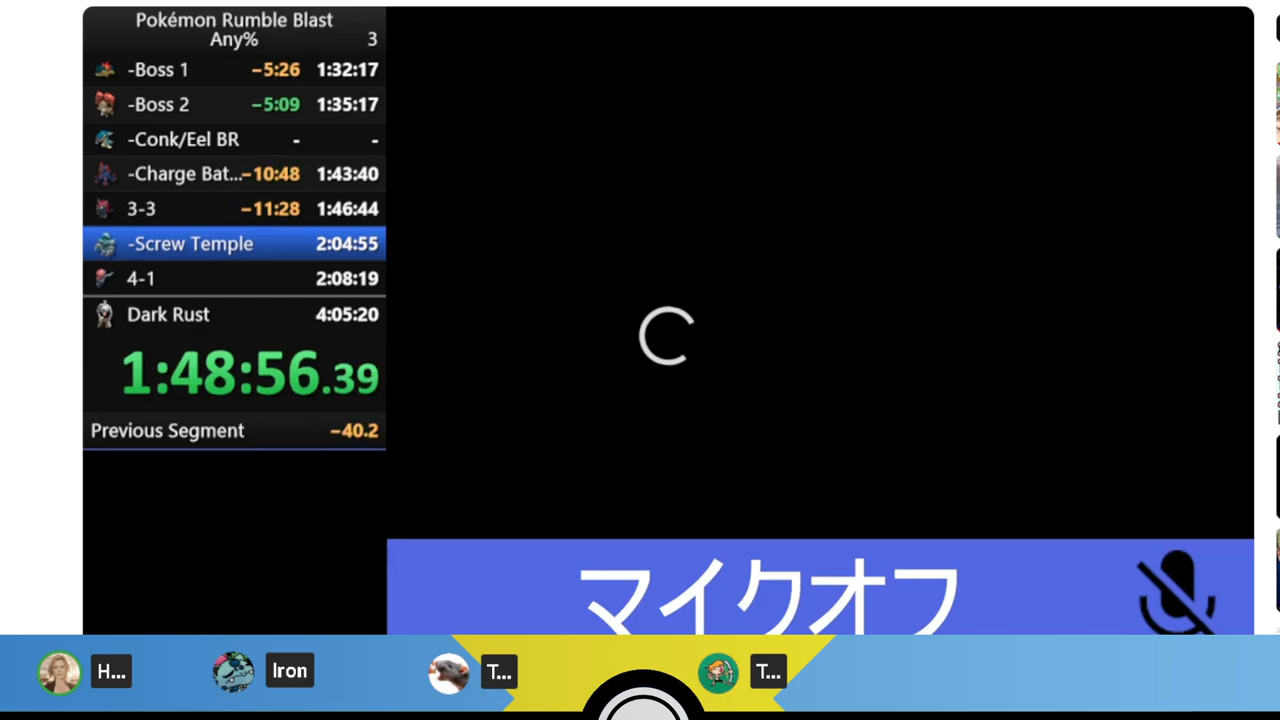 Pokémon Rumble Blast
Any% 3
-Boss 1 −5:26 1:32:17
-Boss 2 −5:09 1:35:17
-Conk/Eel BR - -
-Charge Bat... −10:48 1:43:40
3-3 −11:28 1:46:44
-Screw Temple 2:04:55
4-1 2:08:19
Dark Rust 4:05:20
1:48:56.39
Previous Segment −40.2
マイクオフ
H... Iron T... T...